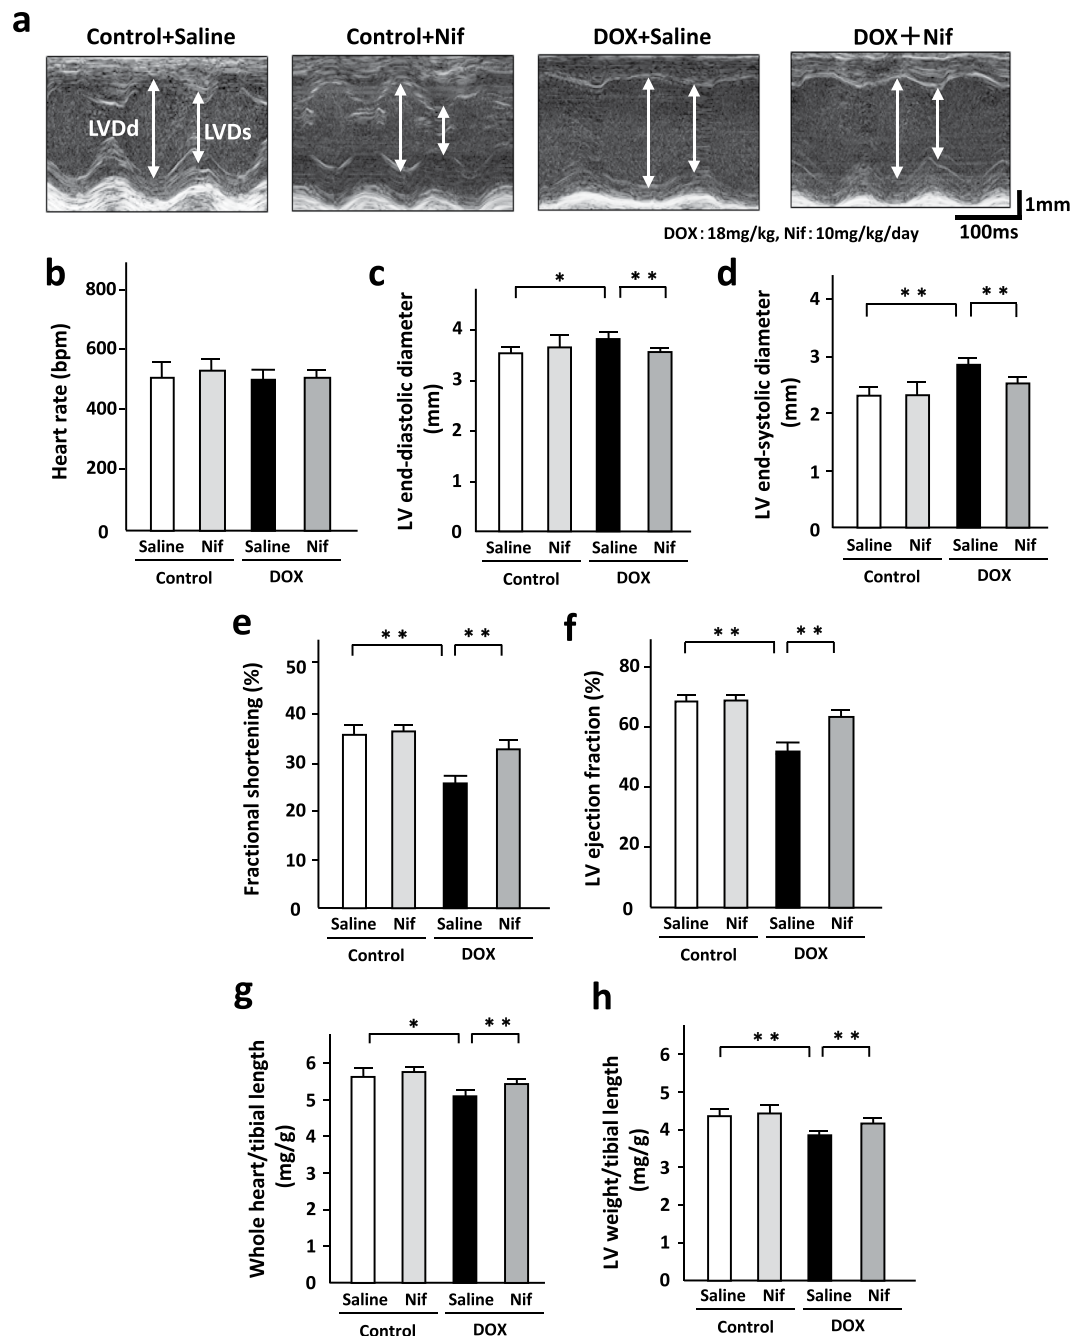 a
Control+Saline
Control+Nif
DOX+Saline
DOX＋Nif
LVDd
LVDs
1mm
100ms
DOX：18mg/kg, Nif：10mg/kg/day
b
Heart rate (bpm)
800
600
400
200
0
Saline Nif Saline Nif
Control DOX
c
LV end-diastolic diameter
(mm)
4
3
2
1
0
*
* *
Saline Nif Saline Nif
Control DOX
d
LV end-systolic diameter
(mm)
4
3
2
1
0
* *
* *
Saline Nif Saline Nif
Control DOX
e
Fractional shortening (%)
50
40
30
20
10
0
* *
* *
Saline Nif Saline Nif
Control DOX
f
LV ejection fraction (%)
80
60
40
20
0
* *
* *
Saline Nif Saline Nif
Control DOX
g
Whole heart/tibial length
(mg/g)
6
5
4
3
2
1
0
*
* *
Saline Nif Saline Nif
Control DOX
h
LV weight/tibial length
(mg/g)
6
5
4
3
2
1
0
* *
* *
Saline Nif Saline Nif
Control DOX